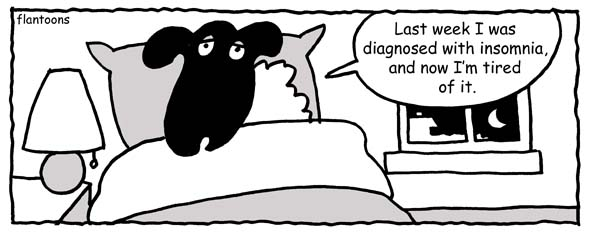 flantoons
Last week I was
diagnosed with insomnia,
and now I'm tired
of it.